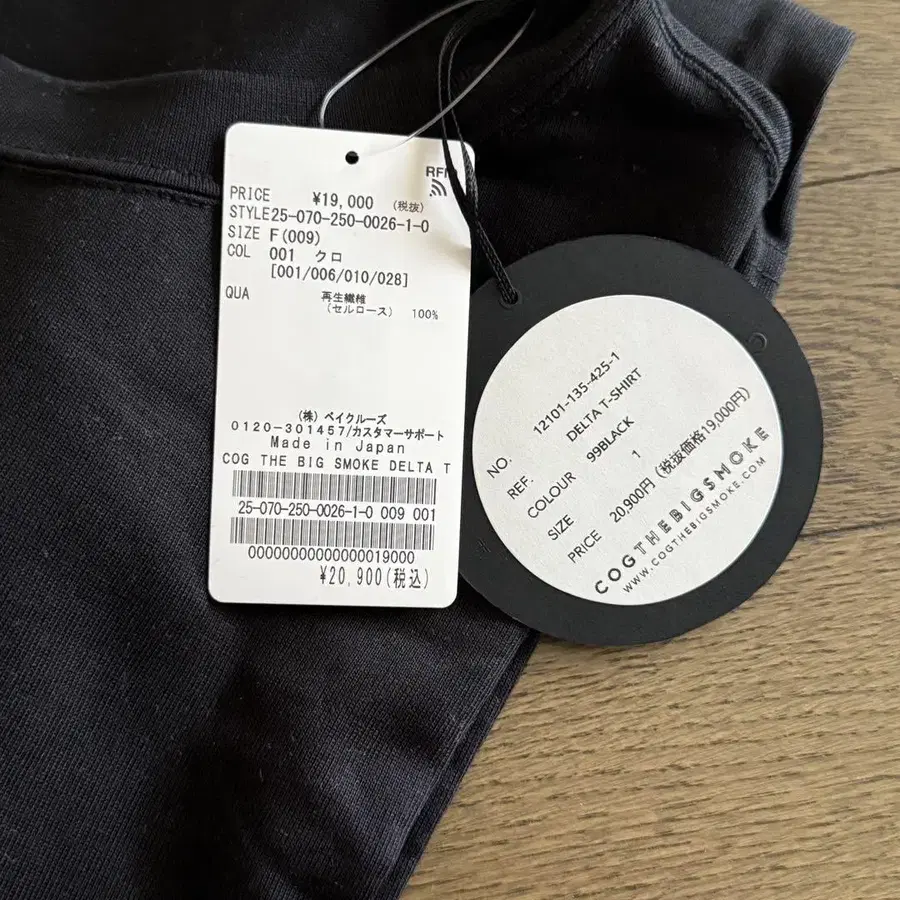 RFID
PRICE ¥19,000 (税抜)
STYLE25-070-250-0026-1-0
SIZE F(009)
COL 001 クロ
[001/006/010/028]
QUA 再生繊維
(セルロース) 100%
(株)ベイクルーズ
0120-301457/カスタマーサポート
Made in Japan
COG THE BIG SMOKE DELTA T
25-070-250-0026-1-0 009 001
00000000000000019000
¥20,900(税込)
NO. 12101-135-425-1
REF. DELTA T-SHIRT
COLOUR 99BLACK
SIZE 1
PRICE 20,900円(税抜価格19,000円)
COGTHEBIGSMOKE
WWW.COGTHEBIGSMOKE.COM